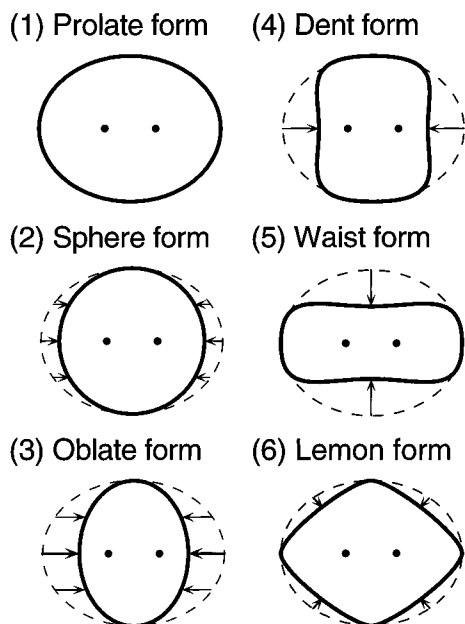 (1) Prolate form
(4) Dent form
(2) Sphere form
(5) Waist form
(3) Oblate form
(6) Lemon form